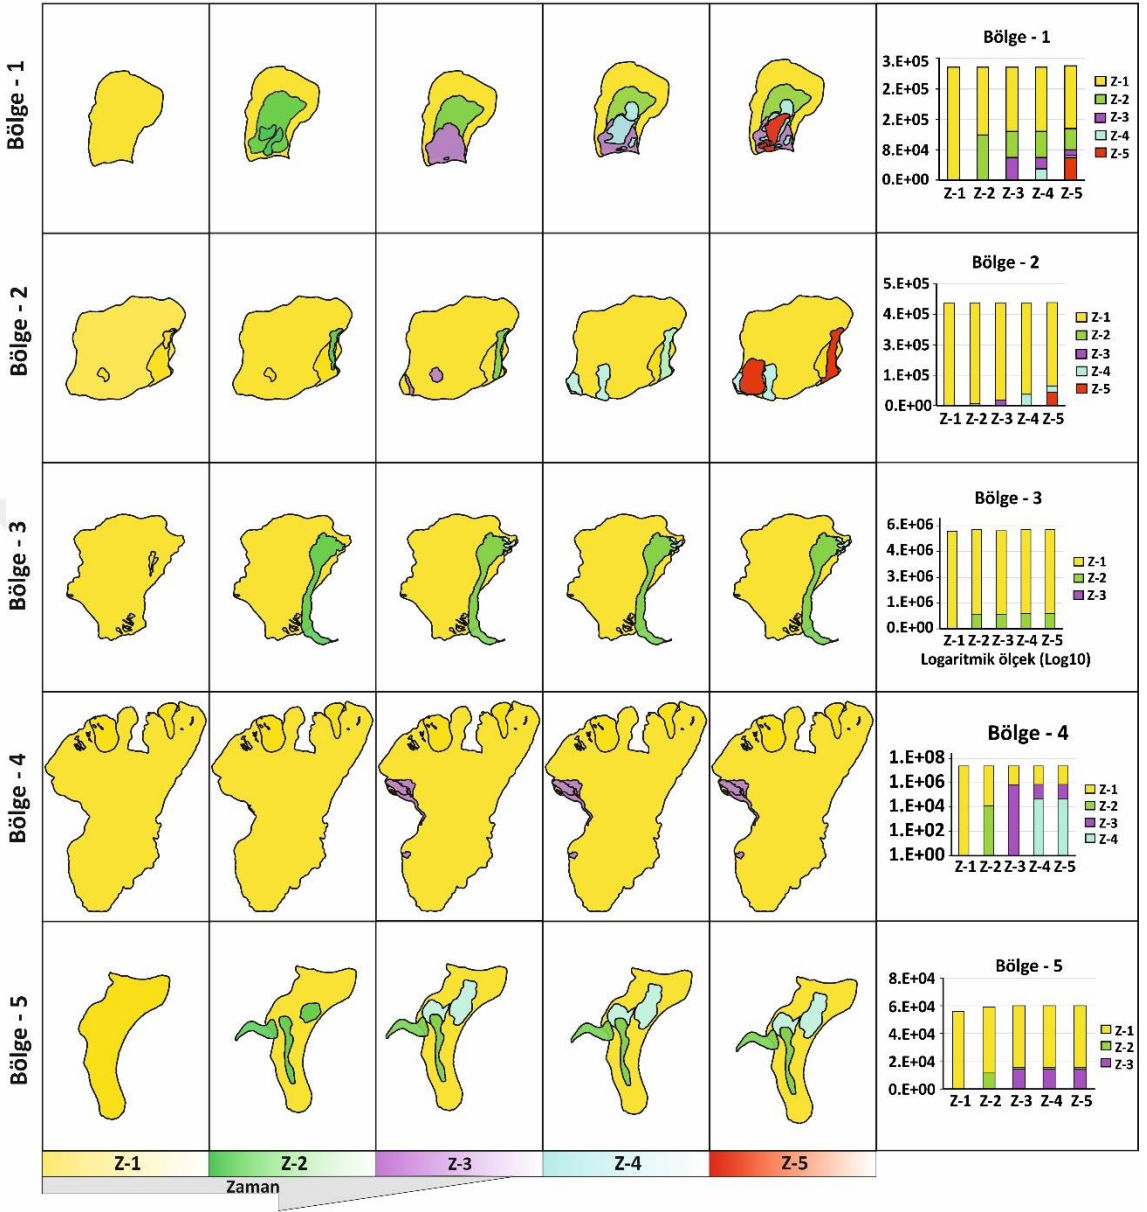 Bölge - 1
Bölge - 1
3.E+05
2.E+05
2.E+05
8.E+04
0.E+00
Z-1 Z-2 Z-3 Z-4 Z-5
Z-1
Z-2
Z-3
Z-4
Z-5
Bölge - 2
Bölge - 2
5.E+05
4.E+05
3.E+05
1.E+05
0.E+00
Z-1 Z-2 Z-3 Z-4 Z-5
Z-1
Z-2
Z-3
Z-4
Z-5
Bölge - 3
Bölge - 3
6.E+06
4.E+06
3.E+06
1.E+06
0.E+00
Z-1 Z-2 Z-3 Z-4 Z-5
Logaritmik ölçek (Log10)
Z-1
Z-2
Z-3
Bölge - 4
Bölge - 4
1.E+08
1.E+06
1.E+04
1.E+02
1.E+00
Z-1 Z-2 Z-3 Z-4 Z-5
Z-1
Z-2
Z-3
Z-4
Bölge - 5
Bölge - 5
8.E+04
6.E+04
4.E+04
2.E+04
0.E+00
Z-1 Z-2 Z-3 Z-4 Z-5
Z-1
Z-2
Z-3
Z-1 Z-2 Z-3 Z-4 Z-5
Zaman